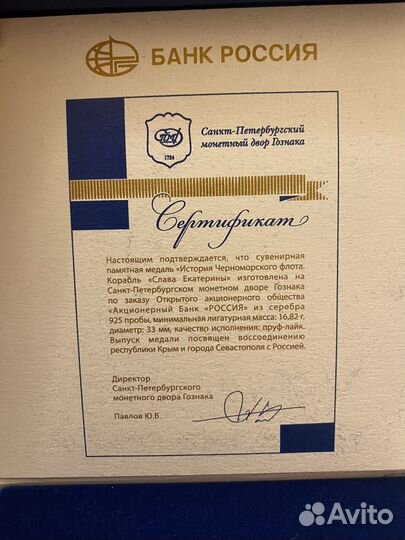 БАНК РОССИЯ
СПМД
1724
Санкт-Петербургский
монетный двор Гознака
Сертификат
Настоящим подтверждается, что сувенирная
памятная медаль «История Черноморского флота.
Корабль «Слава Екатерины» изготовлена на
Санкт-Петербургском монетном дворе Гознака
по заказу Открытого акционерного общества
«Акционерный Банк «РОССИЯ» из серебра
925 пробы, минимальная лигатурная масса: 16,82 г,
диаметр: 33 мм, качество исполнения: пруф-лайк.
Выпуск медали посвящен воссоединению
республики Крым и города Севастополя с Россией.
Директор
Санкт-Петербургского
монетного двора Гознака
Павлов Ю.В.
Avito